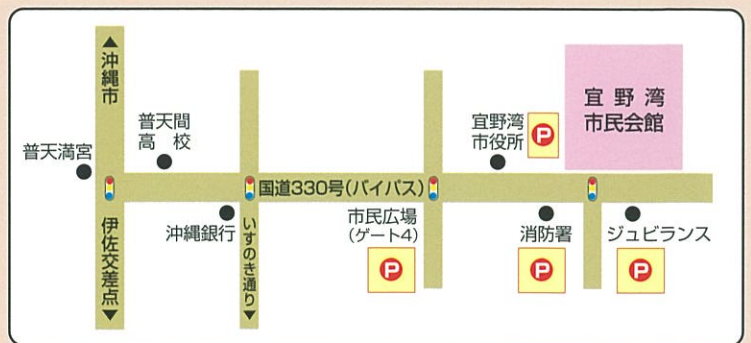 ▲沖縄市
普天満宮
普天間
高 校
伊佐交差点▼
沖縄銀行
いすのき通り▼
国道330号(バイパス)
市民広場
(ゲート4)
P
宜野湾
市役所
P
宜 野 湾
市民会館
消防署
P
ジュビランス
P